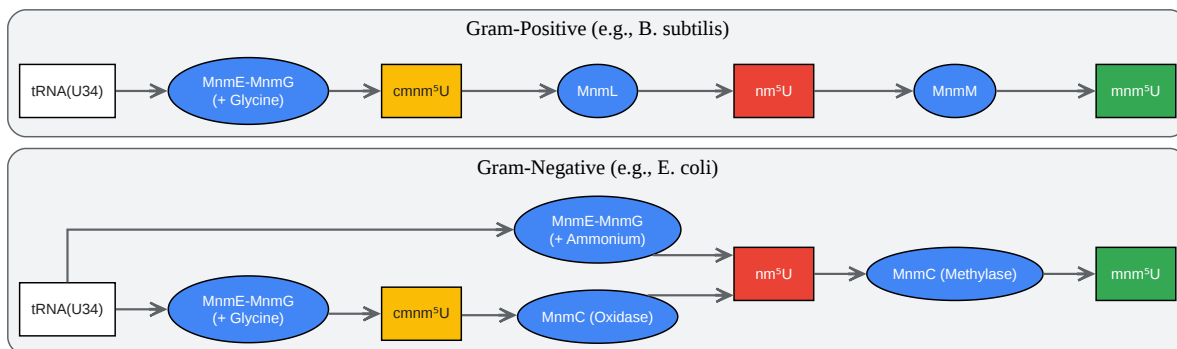 Gram-Positive (e.g., B. subtilis)
tRNA(U34)
MnmE-MnmG
(+ Glycine)
cmnm⁵U
MnmL
nm⁵U
MnmM
mnm⁵U
Gram-Negative (e.g., E. coli)
MnmE-MnmG
(+ Ammonium)
tRNA(U34)
MnmE-MnmG
(+ Glycine)
cmnm⁵U
MnmC (Oxidase)
nm⁵U
MnmC (Methylase)
mnm⁵U